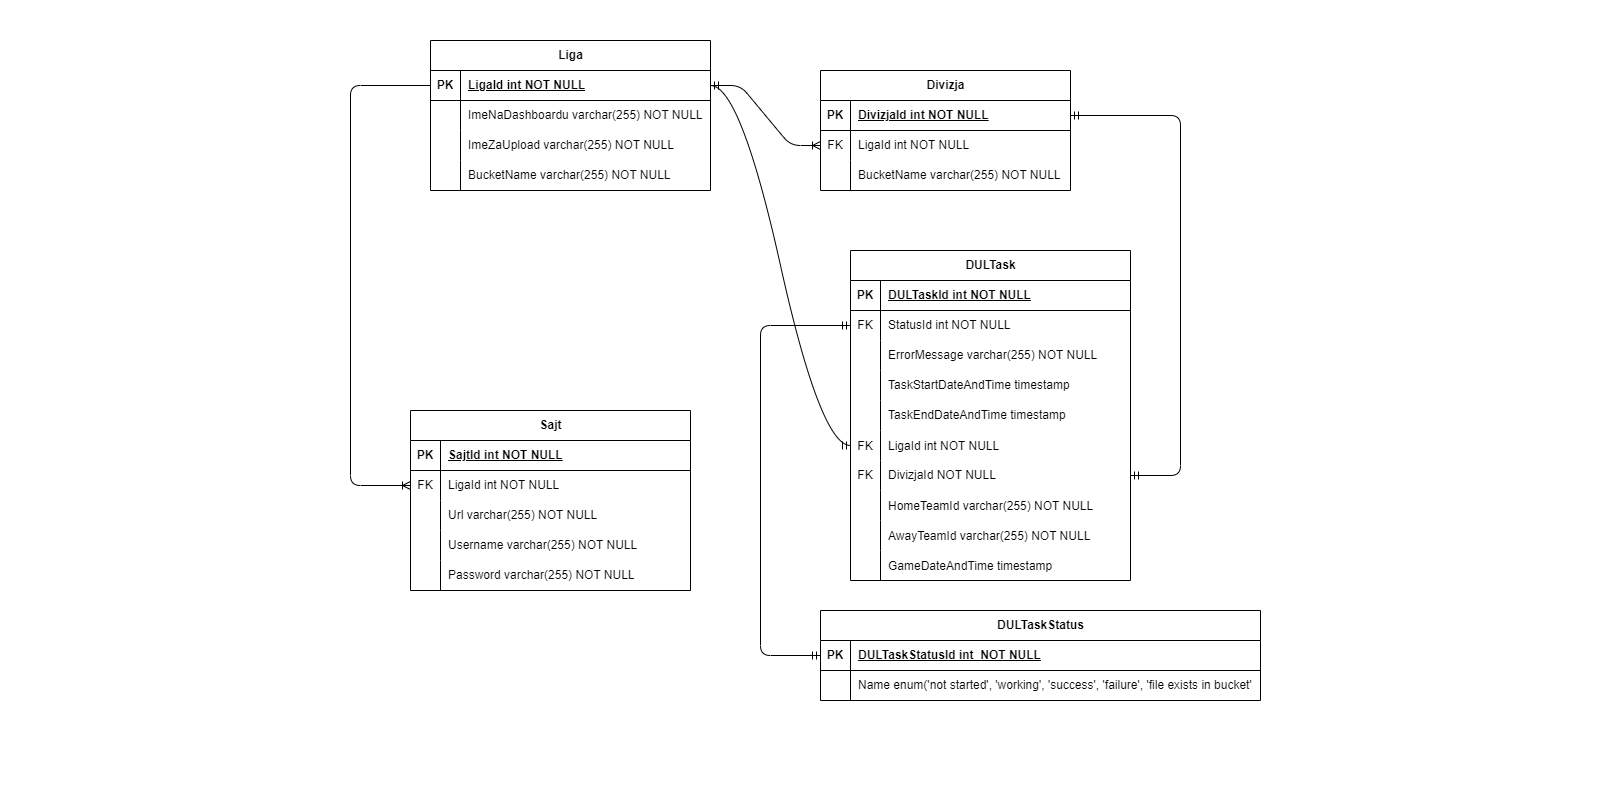 Liga
PK LigaId int NOT NULL
ImeNaDashboardu varchar(255) NOT NULL
ImeZaUpload varchar(255) NOT NULL
BucketName varchar(255) NOT NULL
Divizja
PK DivizjaId int NOT NULL
FK LigaId int NOT NULL
BucketName varchar(255) NOT NULL
DULTask
PK DULTaskId int NOT NULL
FK StatusId int NOT NULL
ErrorMessage varchar(255) NOT NULL
TaskStartDateAndTime timestamp
TaskEndDateAndTime timestamp
FK LigaId int NOT NULL
FK DivizjaId NOT NULL
HomeTeamId varchar(255) NOT NULL
AwayTeamId varchar(255) NOT NULL
GameDateAndTime timestamp
Sajt
PK SajtId int NOT NULL
FK LigaId int NOT NULL
Url varchar(255) NOT NULL
Username varchar(255) NOT NULL
Password varchar(255) NOT NULL
DULTaskStatus
PK DULTaskStatusId int  NOT NULL
Name enum('not started', 'working', 'success', 'failure', 'file exists in bucket'